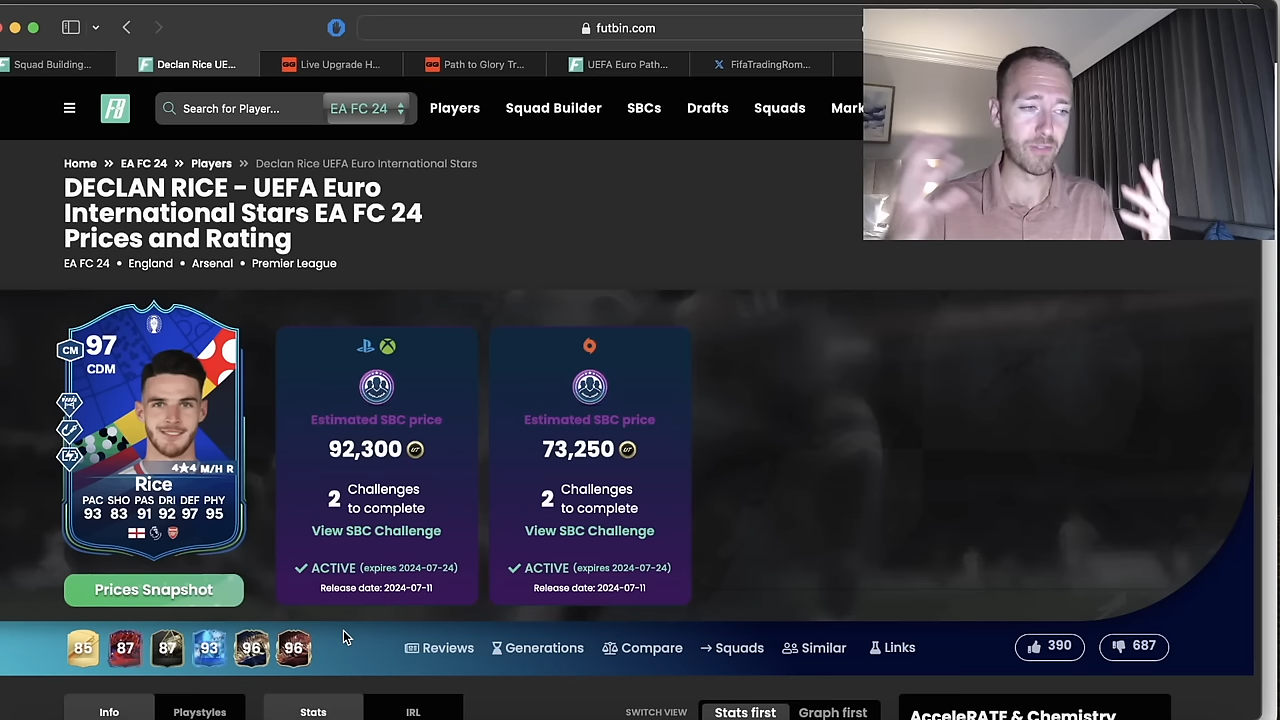 futbin.com
Squad Building...
Declan Rice UE...
GG Live Upgrade H...
GG Path to Glory Tr...
UEFA Euro Path...
X FifaTradingRom...
FB
Search for Player...
EA FC 24
Players
Squad Builder
SBCs
Drafts
Squads
Mark
Home » EA FC 24 » Players » Declan Rice UEFA Euro International Stars
DECLAN RICE - UEFA Euro
International Stars EA FC 24
Prices and Rating
EA FC 24 • England • Arsenal • Premier League
97
CM
CDM
4★4 M/H R
Rice
PAC SHO PAS DRI DEF PHY
93 83 91 92 97 95
Prices Snapshot
Estimated SBC price
92,300 UT
2 Challenges
to complete
View SBC Challenge
ACTIVE (expires 2024-07-24)
Release date: 2024-07-11
Estimated SBC price
73,250 UT
2 Challenges
to complete
View SBC Challenge
ACTIVE (expires 2024-07-24)
Release date: 2024-07-11
85 87 87 93 96 96
Reviews
Generations
Compare
Squads
Similar
Links
390
687
Info
Playstyles
Stats
IRL
SWITCH VIEW
Stats first
Graph first
AcceleRATE & Chemistry